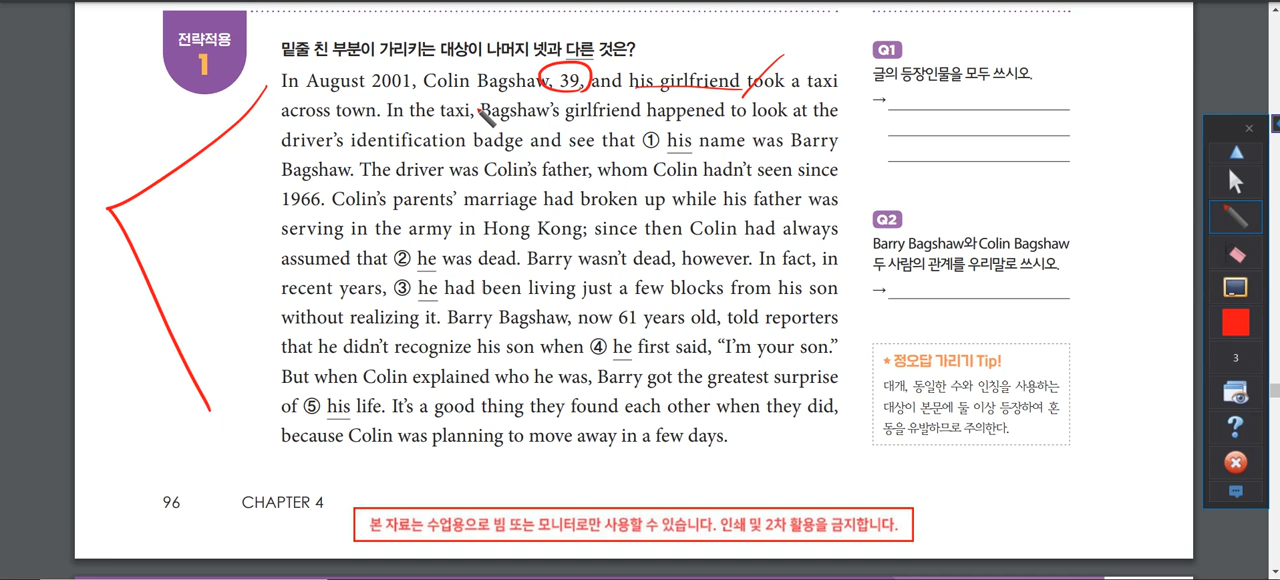 전략적용
1
밑줄 친 부분이 가리키는 대상이 나머지 넷과 다른 것은?
In August 2001, Colin Bagshaw, 39, and his girlfriend took a taxi
across town. In the taxi, Bagshaw’s girlfriend happened to look at the
driver’s identification badge and see that ① his name was Barry
Bagshaw. The driver was Colin’s father, whom Colin hadn’t seen since
1966. Colin’s parents’ marriage had broken up while his father was
serving in the army in Hong Kong; since then Colin had always
assumed that ② he was dead. Barry wasn’t dead, however. In fact, in
recent years, ③ he had been living just a few blocks from his son
without realizing it. Barry Bagshaw, now 61 years old, told reporters
that he didn’t recognize his son when ④ he first said, “I’m your son.”
But when Colin explained who he was, Barry got the greatest surprise
of ⑤ his life. It’s a good thing they found each other when they did,
because Colin was planning to move away in a few days.
Q1
글의 등장인물을 모두 쓰시오.
→
Q2
Barry Bagshaw와 Colin Bagshaw
두 사람의 관계를 우리말로 쓰시오.
→
★ 정오답 가리기 Tip!
대개, 동일한 수와 인칭을 사용하는
대상이 본문에 둘 이상 등장하여 혼
동을 유발하므로 주의한다.
96 CHAPTER 4
본 자료는 수업용으로 빔 또는 모니터로만 사용할 수 있습니다. 인쇄 및 2차 활용을 금지합니다.
3